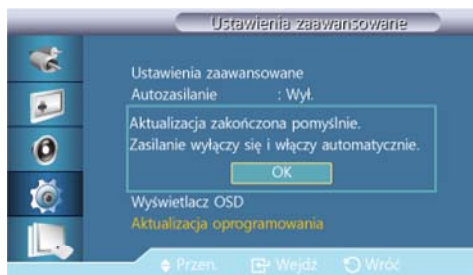 Ustawienia zaawansowane
Ustawienia zaawansowane
Autozasilanie : Wył.
Aktualizacja zakończona pomyślnie.
Zasilanie wyłączy się i włączy automatycznie.
OK
Wyświetlacz OSD
Aktualizacja oprogramowania
Przen. Wejdź Wróć